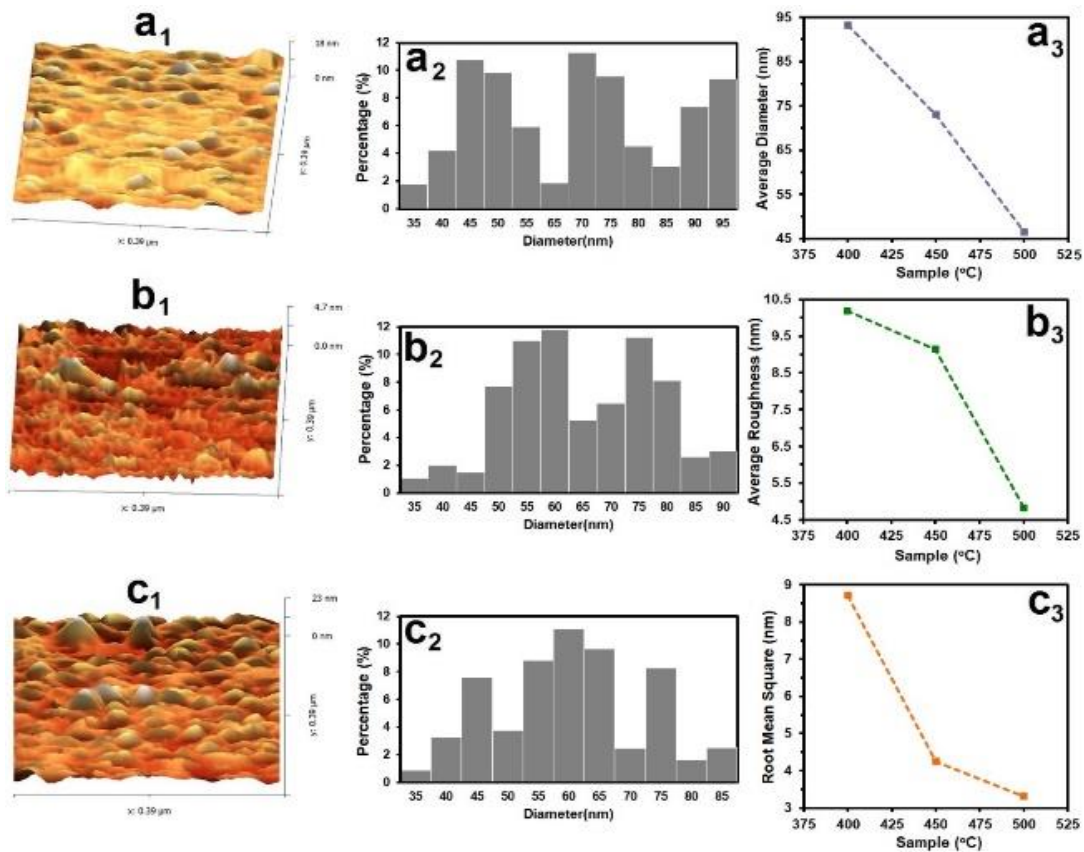 a1
nm
0 nm
y: 0.39 µm
x: 0.39 µm
a2
Percentage (%)
12
10
8
6
4
2
0
35 40 45 50 55 65 70 75 80 85 90 95
Diameter(nm)
a3
Average Diameter (nm)
95
85
75
65
55
45
375 400 425 450 475 500 525
Sample (°C)
b1
4.7 nm
0.0 nm
y: 0.39 µm
x: 0.39 µm
b2
Percentage (%)
12
10
8
6
4
2
0
35 40 45 50 55 60 65 70 75 80 85 90
Diameter(nm)
b3
Average Roughness (nm)
10.5
9.5
8.5
7.5
6.5
5.5
4.5
375 400 425 450 475 500 525
Sample (°C)
c1
23 nm
0 nm
y: 0.39 µm
x: 0.39 µm
c2
Percentage (%)
12
10
8
6
4
2
0
35 40 45 50 55 60 65 70 75 80 85
Diameter(nm)
c3
Root Mean Square (nm)
9
8
7
6
5
4
3
375 400 425 450 475 500 525
Sample (°C)